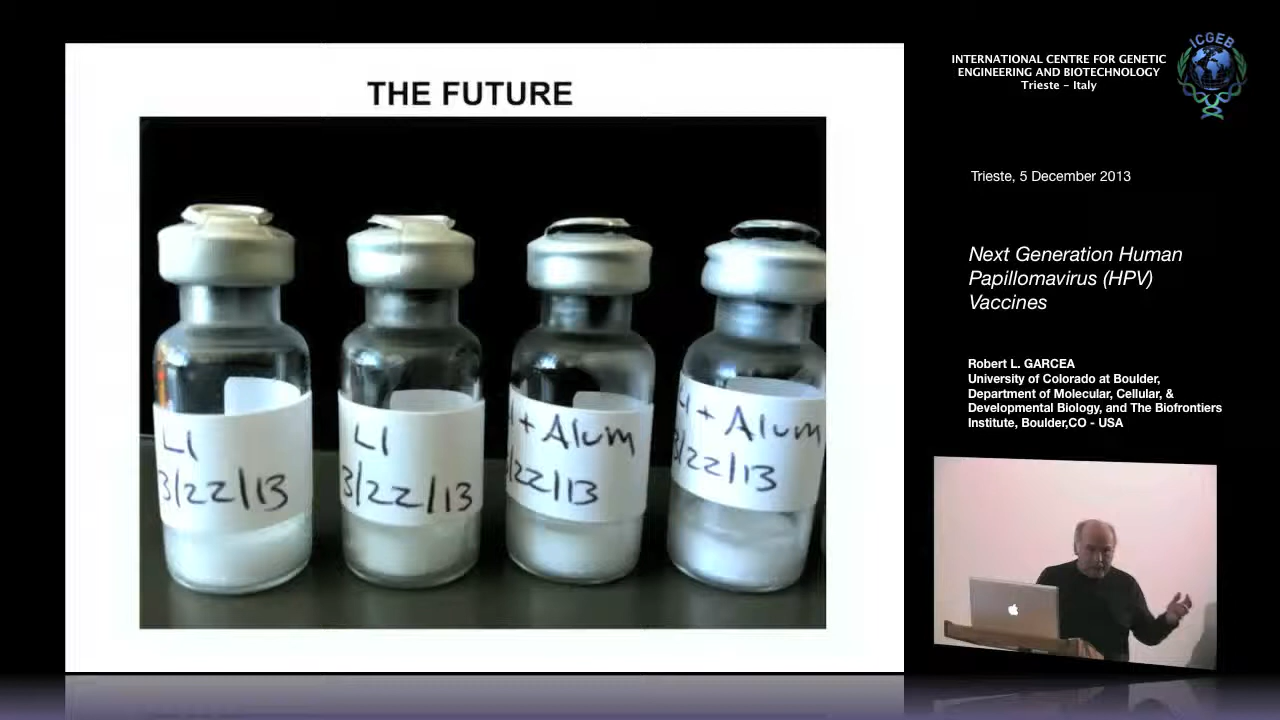 THE FUTURE
L1
3/22/13
L1
3/22/13
+ Alum
/22/13
+ Alum
3/22/13
ICGEB
INTERNATIONAL CENTRE FOR GENETIC
ENGINEERING AND BIOTECHNOLOGY
Trieste - Italy
Trieste, 5 December 2013
Next Generation Human
Papillomavirus (HPV)
Vaccines
Robert L. GARCEA
University of Colorado at Boulder,
Department of Molecular, Cellular, &
Developmental Biology, and The Biofrontiers
Institute, Boulder,CO - USA